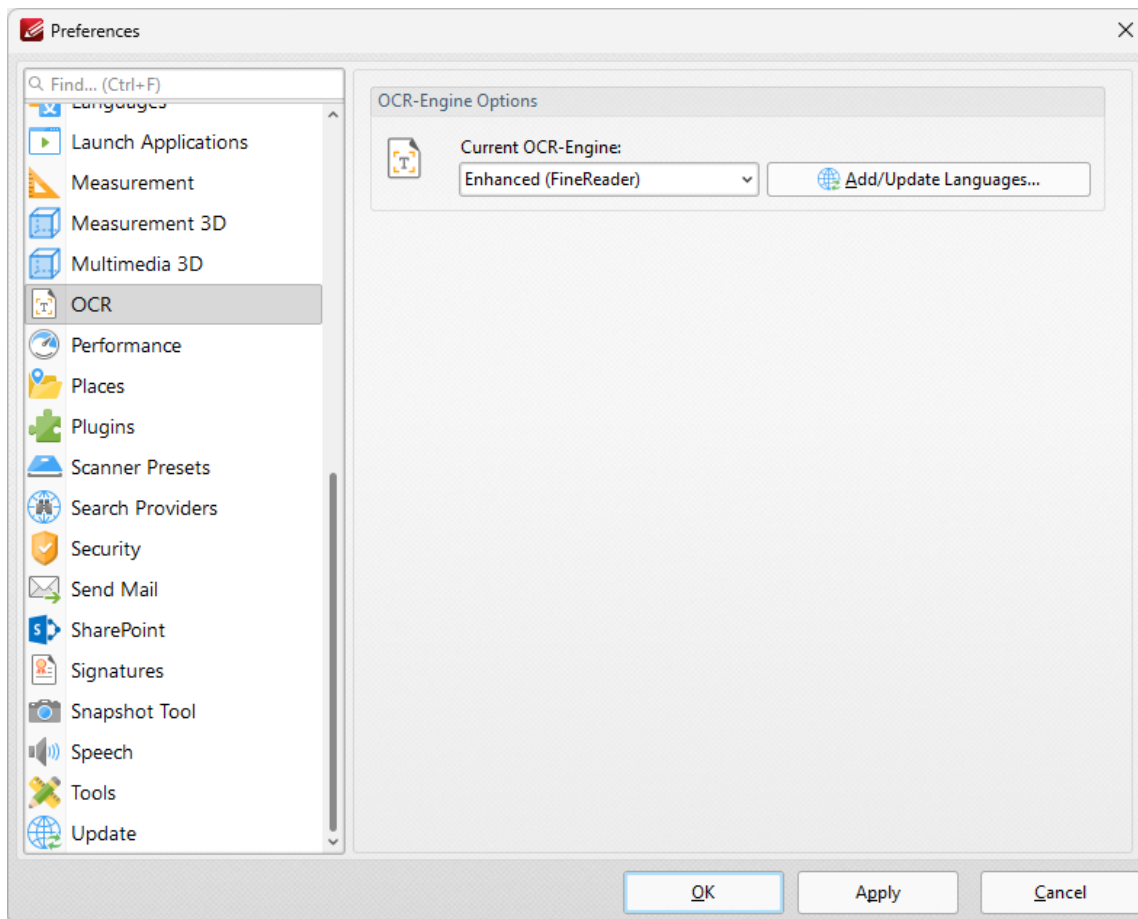 Preferences
Find... (Ctrl+F)
Languages
Launch Applications
Measurement
Measurement 3D
Multimedia 3D
OCR
Performance
Places
Plugins
Scanner Presets
Search Providers
Security
Send Mail
SharePoint
Signatures
Snapshot Tool
Speech
Tools
Update
OCR-Engine Options
Current OCR-Engine:
Enhanced (FineReader) Add/Update Languages...
OK Apply Cancel